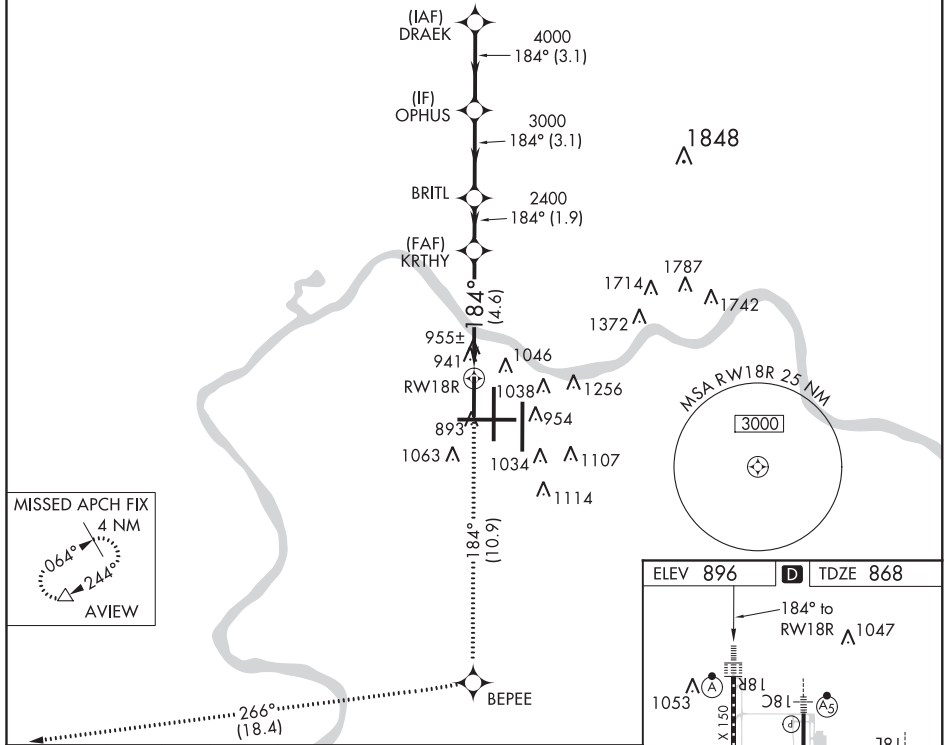 (IAF)
DRAEK
4000
184° (3.1)
(IF)
OPHUS
3000
184° (3.1)
1848
BRITL
2400
184° (1.9)
(FAF)
KRTHY
184°
(4.6)
1714
1787
1742
1372
955±
941
1046
RW18R
1038
1256
MSA RW18R 25 NM
3000
893
954
1063
1034
1107
1114
MISSED APCH FIX
4 NM
064°
244°
AVIEW
184°
(10.9)
BEPEE
266°
(18.4)
ELEV 896
D
TDZE 868
184° to
RW18R
1047
1053
A
18R
18C
A5
P
X 150
18L